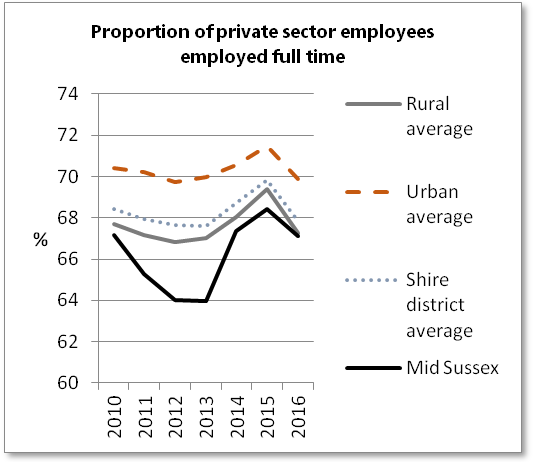 Proportion of private sector employees
employed full time
74
72
70
68
66
64
62
60
%
2010
2011
2012
2013
2014
2015
2016
Rural
average
Urban
average
Shire
district
average
Mid Sussex